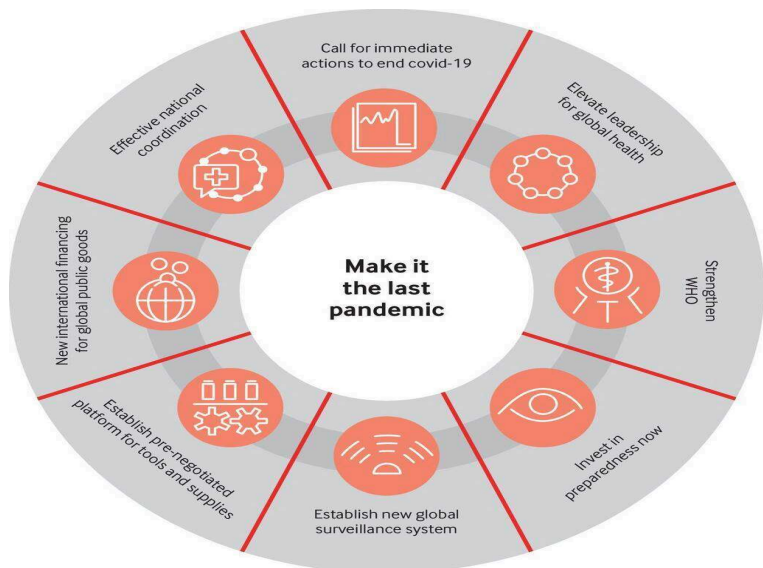 Call for immediate
actions to end covid-19
Elevate leadership
for global health
Strengthen
WHO
Invest in
preparedness now
Establish new global
surveillance system
Establish pre-negotiated
platform for tools and supplies
New international financing
for global public goods
Effective national
coordination
Make it
the last
pandemic